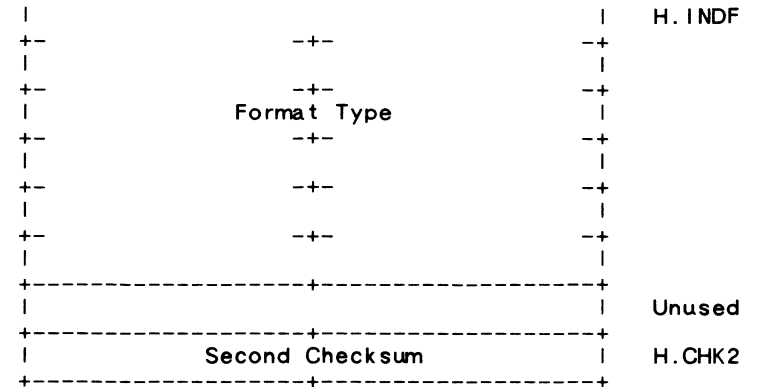 |                       |                       |   H.INDF
+--                    -+-                     -+
|                                               |
+--                    -+-                     -+
|                  Format Type                  |
+--                    -+-                     -+
|                                               |
+--                    -+-                     -+
|                                               |
+--                    -+-                     -+
|                                               |
+-----------------------+-----------------------+
|                                               |   Unused
+-----------------------+-----------------------+
|                Second Checksum                |   H.CHK2
+-----------------------+-----------------------+